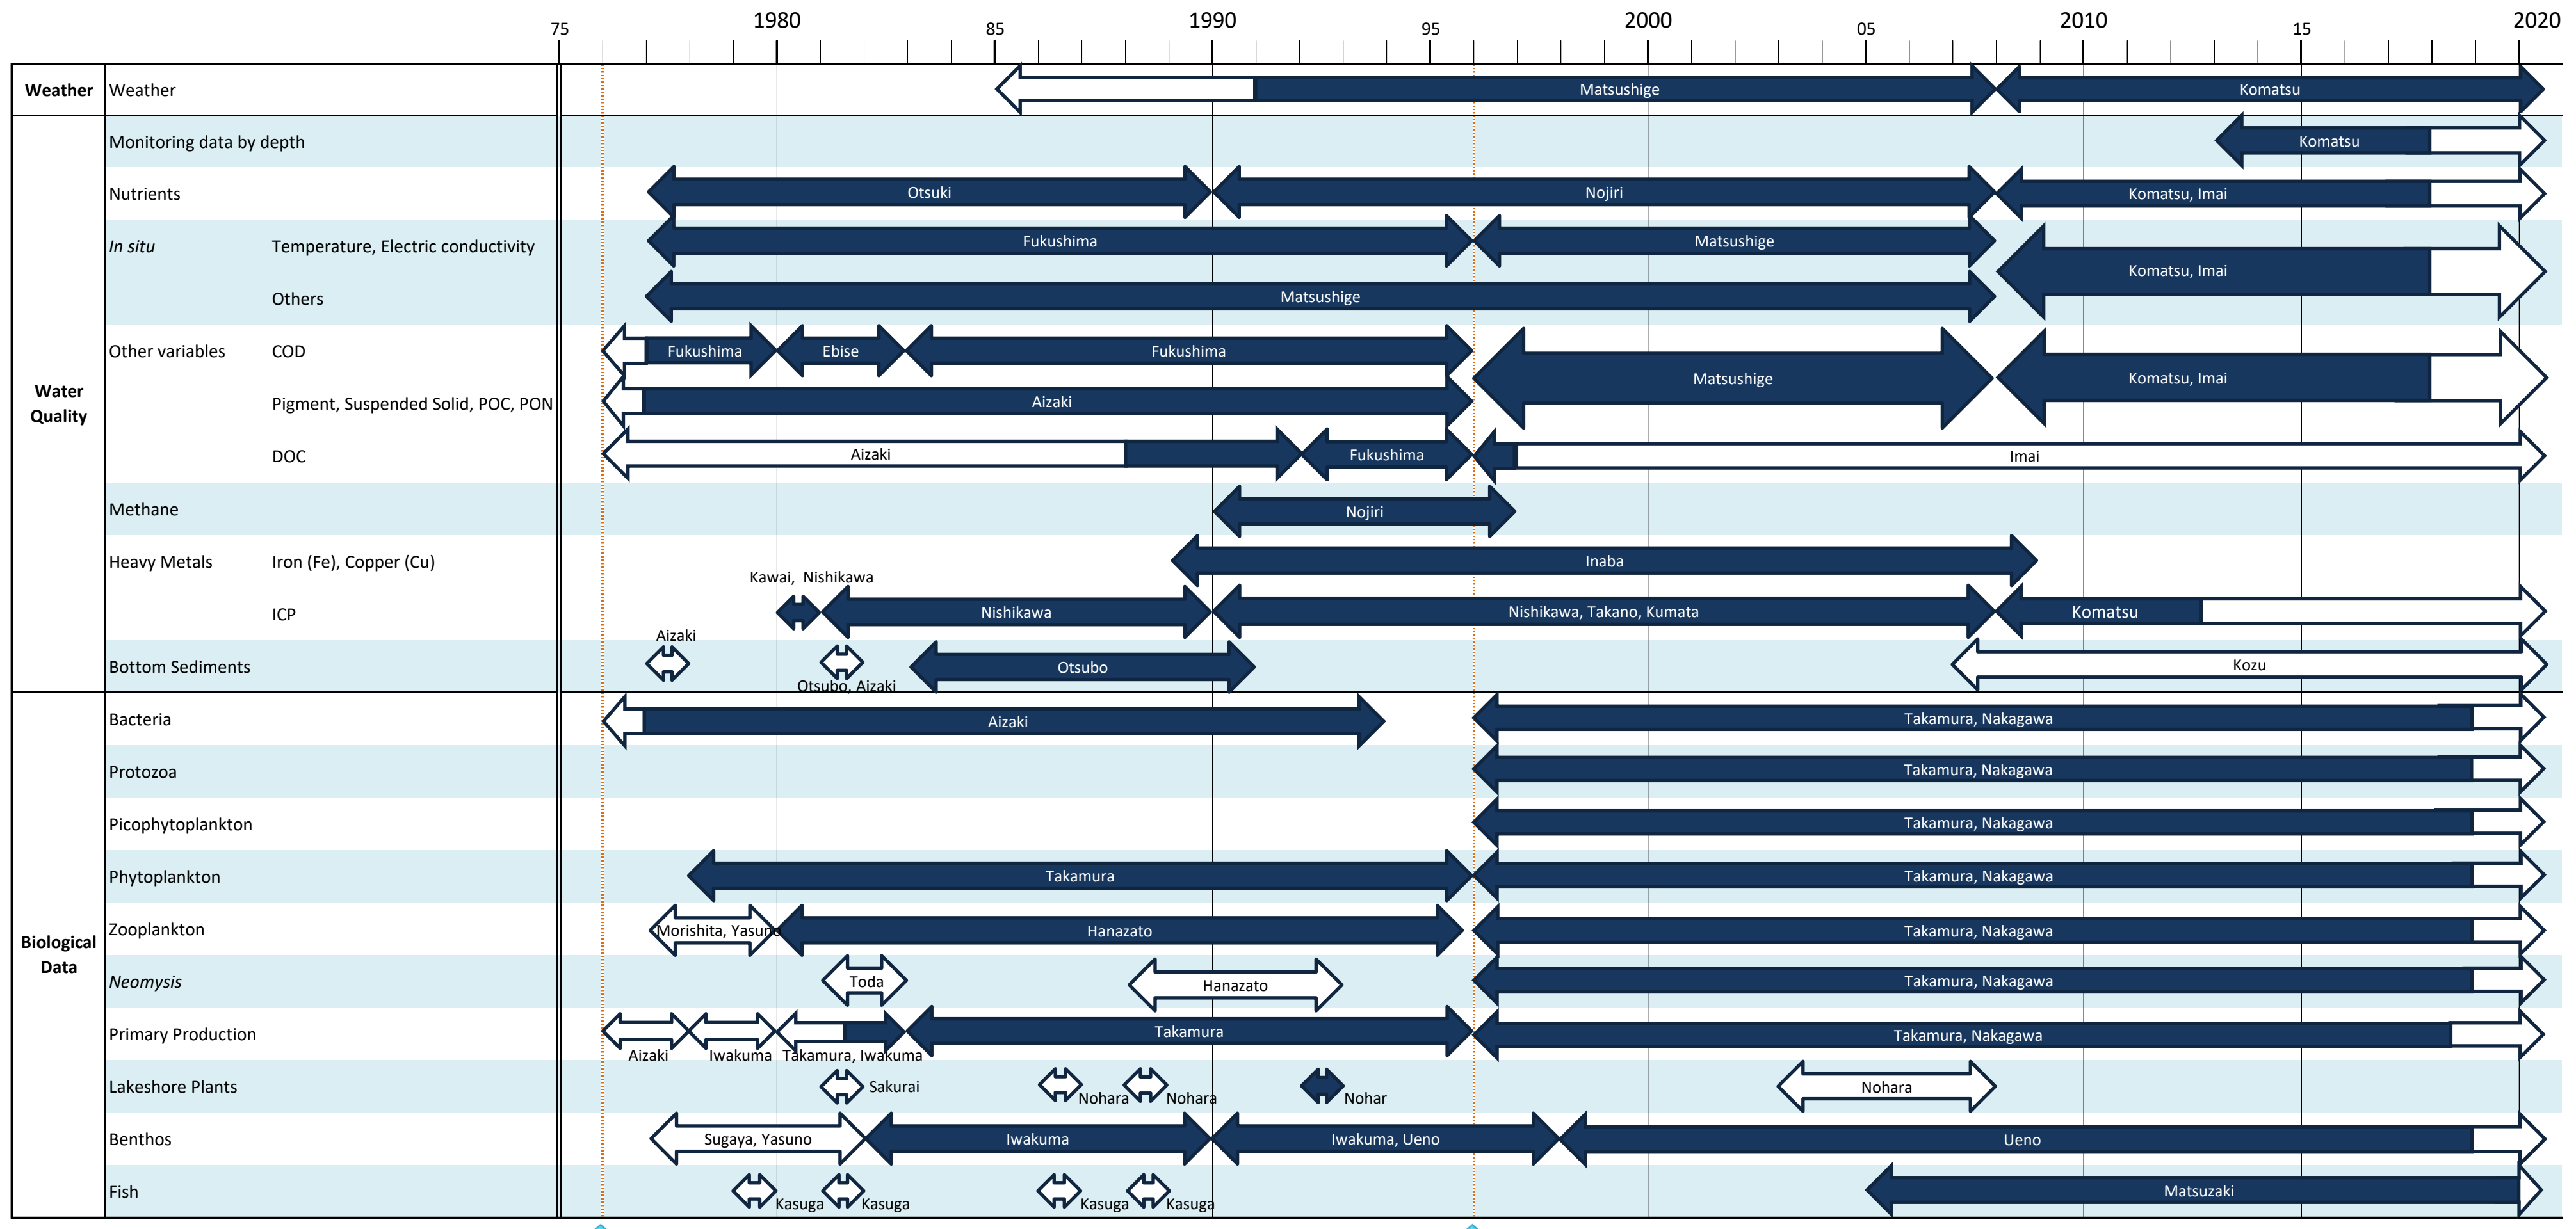 75 1980 85 1990 95 2000 05 2010 15 2020
Weather Weather Matsushige Komatsu
Monitoring data by depth Komatsu
Nutrients Otsuki Nojiri Komatsu, Imai
In situ Temperature, Electric conductivity Fukushima Matsushige
Komatsu, Imai
Others Matsushige
Other variables COD Fukushima Ebise Fukushima
Matsushige Komatsu, Imai
Water
Quality
Pigment, Suspended Solid, POC, PON Aizaki
DOC Aizaki Fukushima Imai
Methane Nojiri
Heavy Metals Iron (Fe), Copper (Cu) Inaba
Kawai, Nishikawa
ICP Nishikawa Nishikawa, Takano, Kumata Komatsu
Aizaki
Bottom Sediments Otsubo Kozu
Otsubo, Aizaki
Bacteria Aizaki Takamura, Nakagawa
Protozoa Takamura, Nakagawa
Picophytoplankton Takamura, Nakagawa
Phytoplankton Takamura Takamura, Nakagawa
Zooplankton Morishita, Yasuno Hanazato Takamura, Nakagawa
Biological
Data
Neomysis Toda Hanazato Takamura, Nakagawa
Primary Production Takamura Takamura, Nakagawa
Aizaki Iwakuma Takamura, Iwakuma
Lakeshore Plants Sakurai Nohara Nohara Nohar Nohara
Benthos Sugaya, Yasuno Iwakuma Iwakuma, Ueno Ueno
Fish Kasuga Kasuga Kasuga Kasuga Matsuzaki